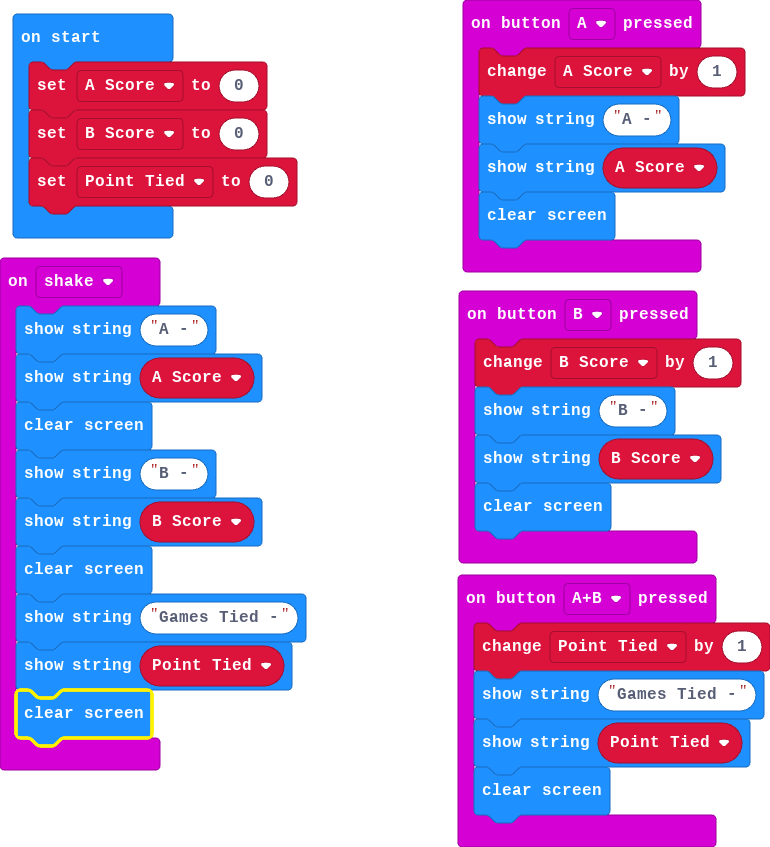 on start
set A Score to 0
set B Score to 0
set Point Tied to 0
on shake
show string "A -"
show string A Score
clear screen
show string "B -"
show string B Score
clear screen
show string "Games Tied -"
show string Point Tied
clear screen
on button A pressed
change A Score by 1
show string "A -"
show string A Score
clear screen
on button B pressed
change B Score by 1
show string "B -"
show string B Score
clear screen
on button A+B pressed
change Point Tied by 1
show string "Games Tied -"
show string Point Tied
clear screen